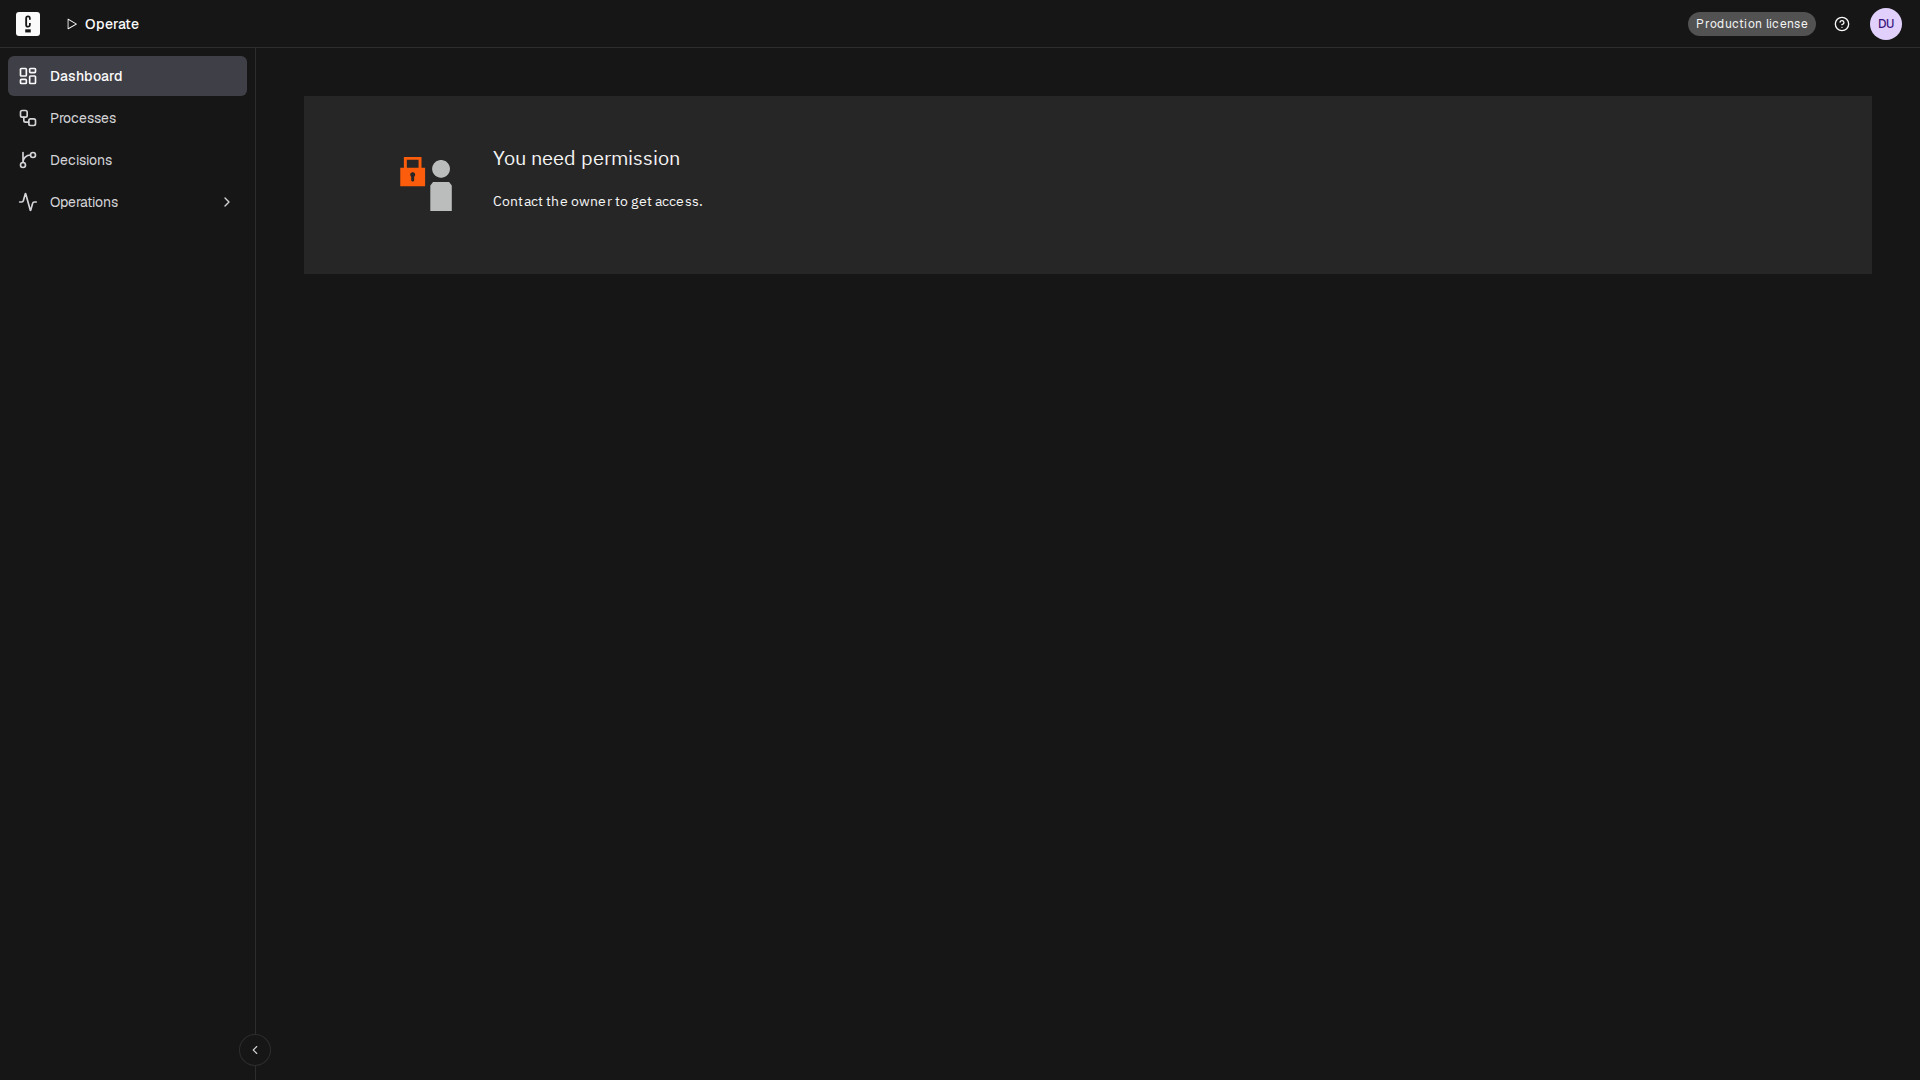 Operate
Production license
DU
Dashboard
Processes
Decisions
Operations
You need permission
Contact the owner to get access.